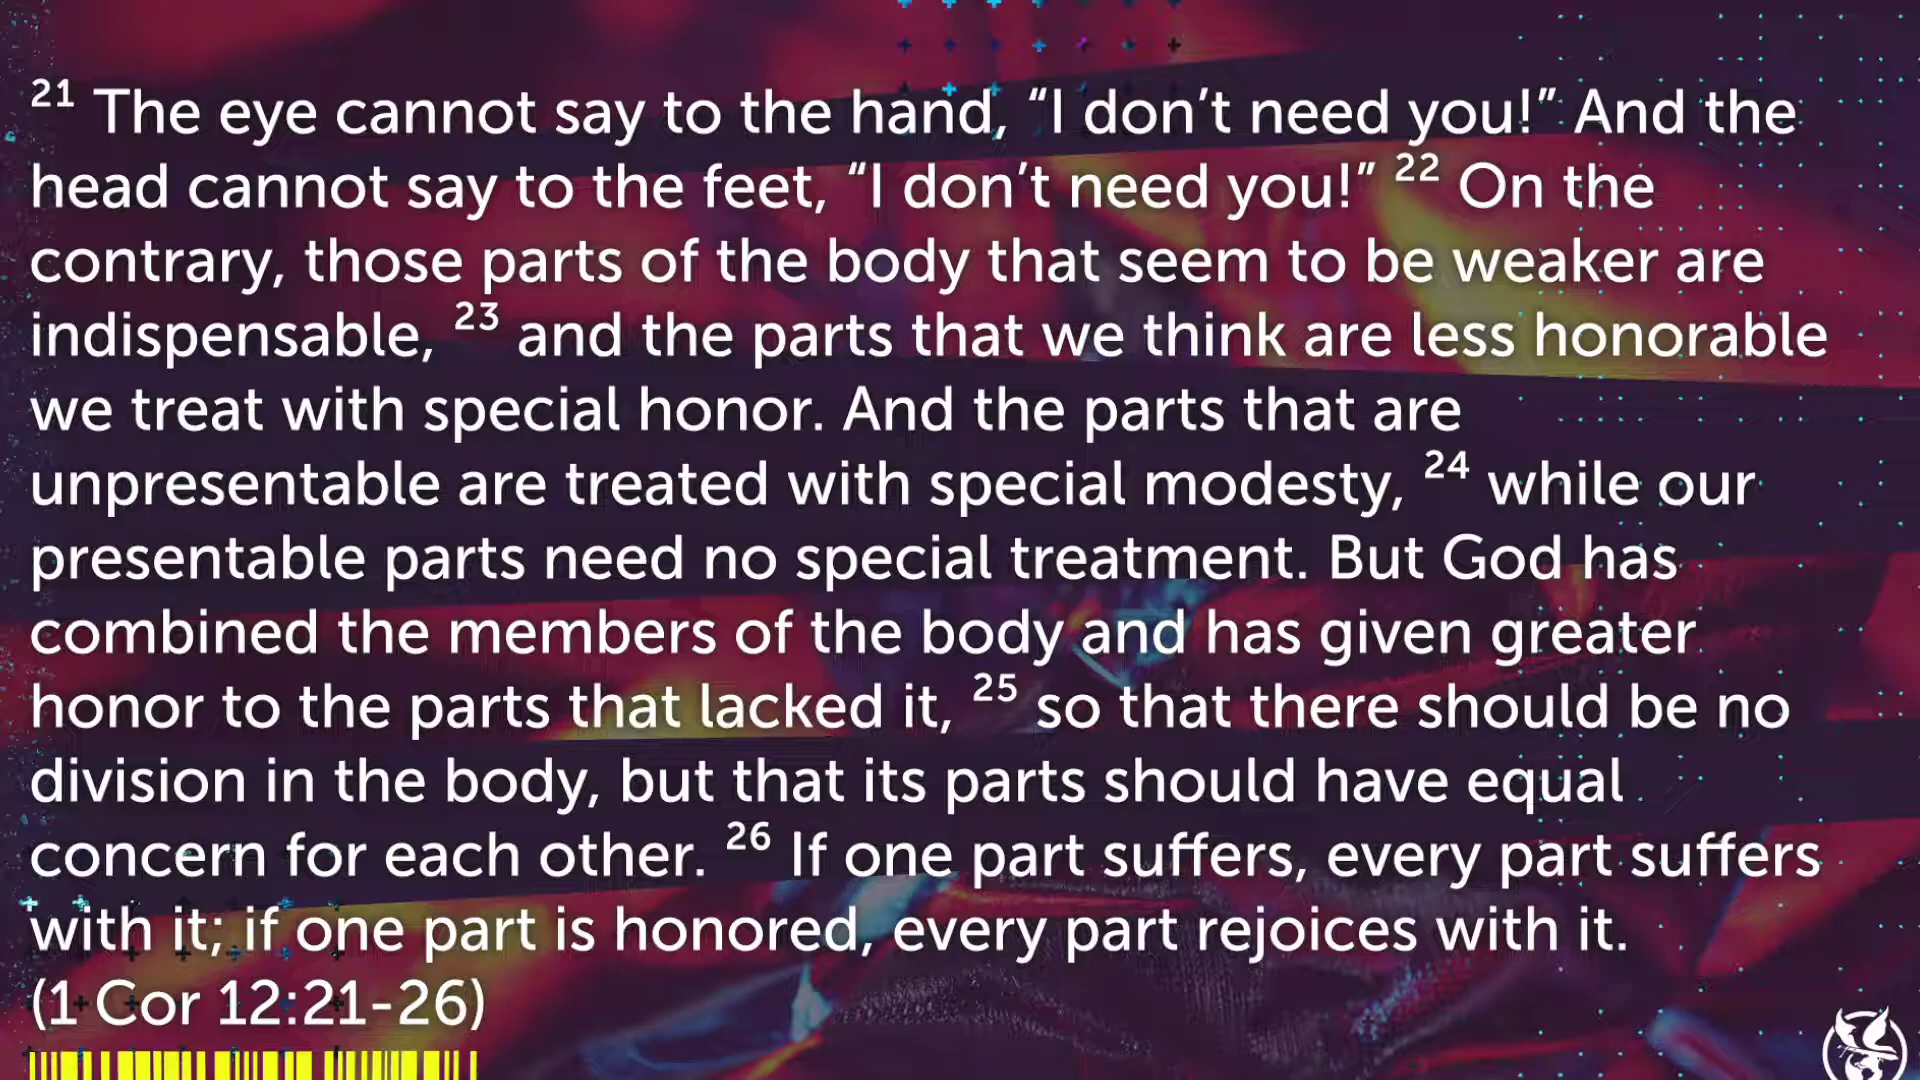 21 The eye cannot say to the hand, “I don’t need you!” And the
head cannot say to the feet, “I don’t need you!” 22 On the
contrary, those parts of the body that seem to be weaker are
indispensable, 23 and the parts that we think are less honorable
we treat with special honor. And the parts that are
unpresentable are treated with special modesty, 24 while our
presentable parts need no special treatment. But God has
combined the members of the body and has given greater
honor to the parts that lacked it, 25 so that there should be no
division in the body, but that its parts should have equal
concern for each other. 26 If one part suffers, every part suffers
with it; if one part is honored, every part rejoices with it.
(1 Cor 12:21-26)